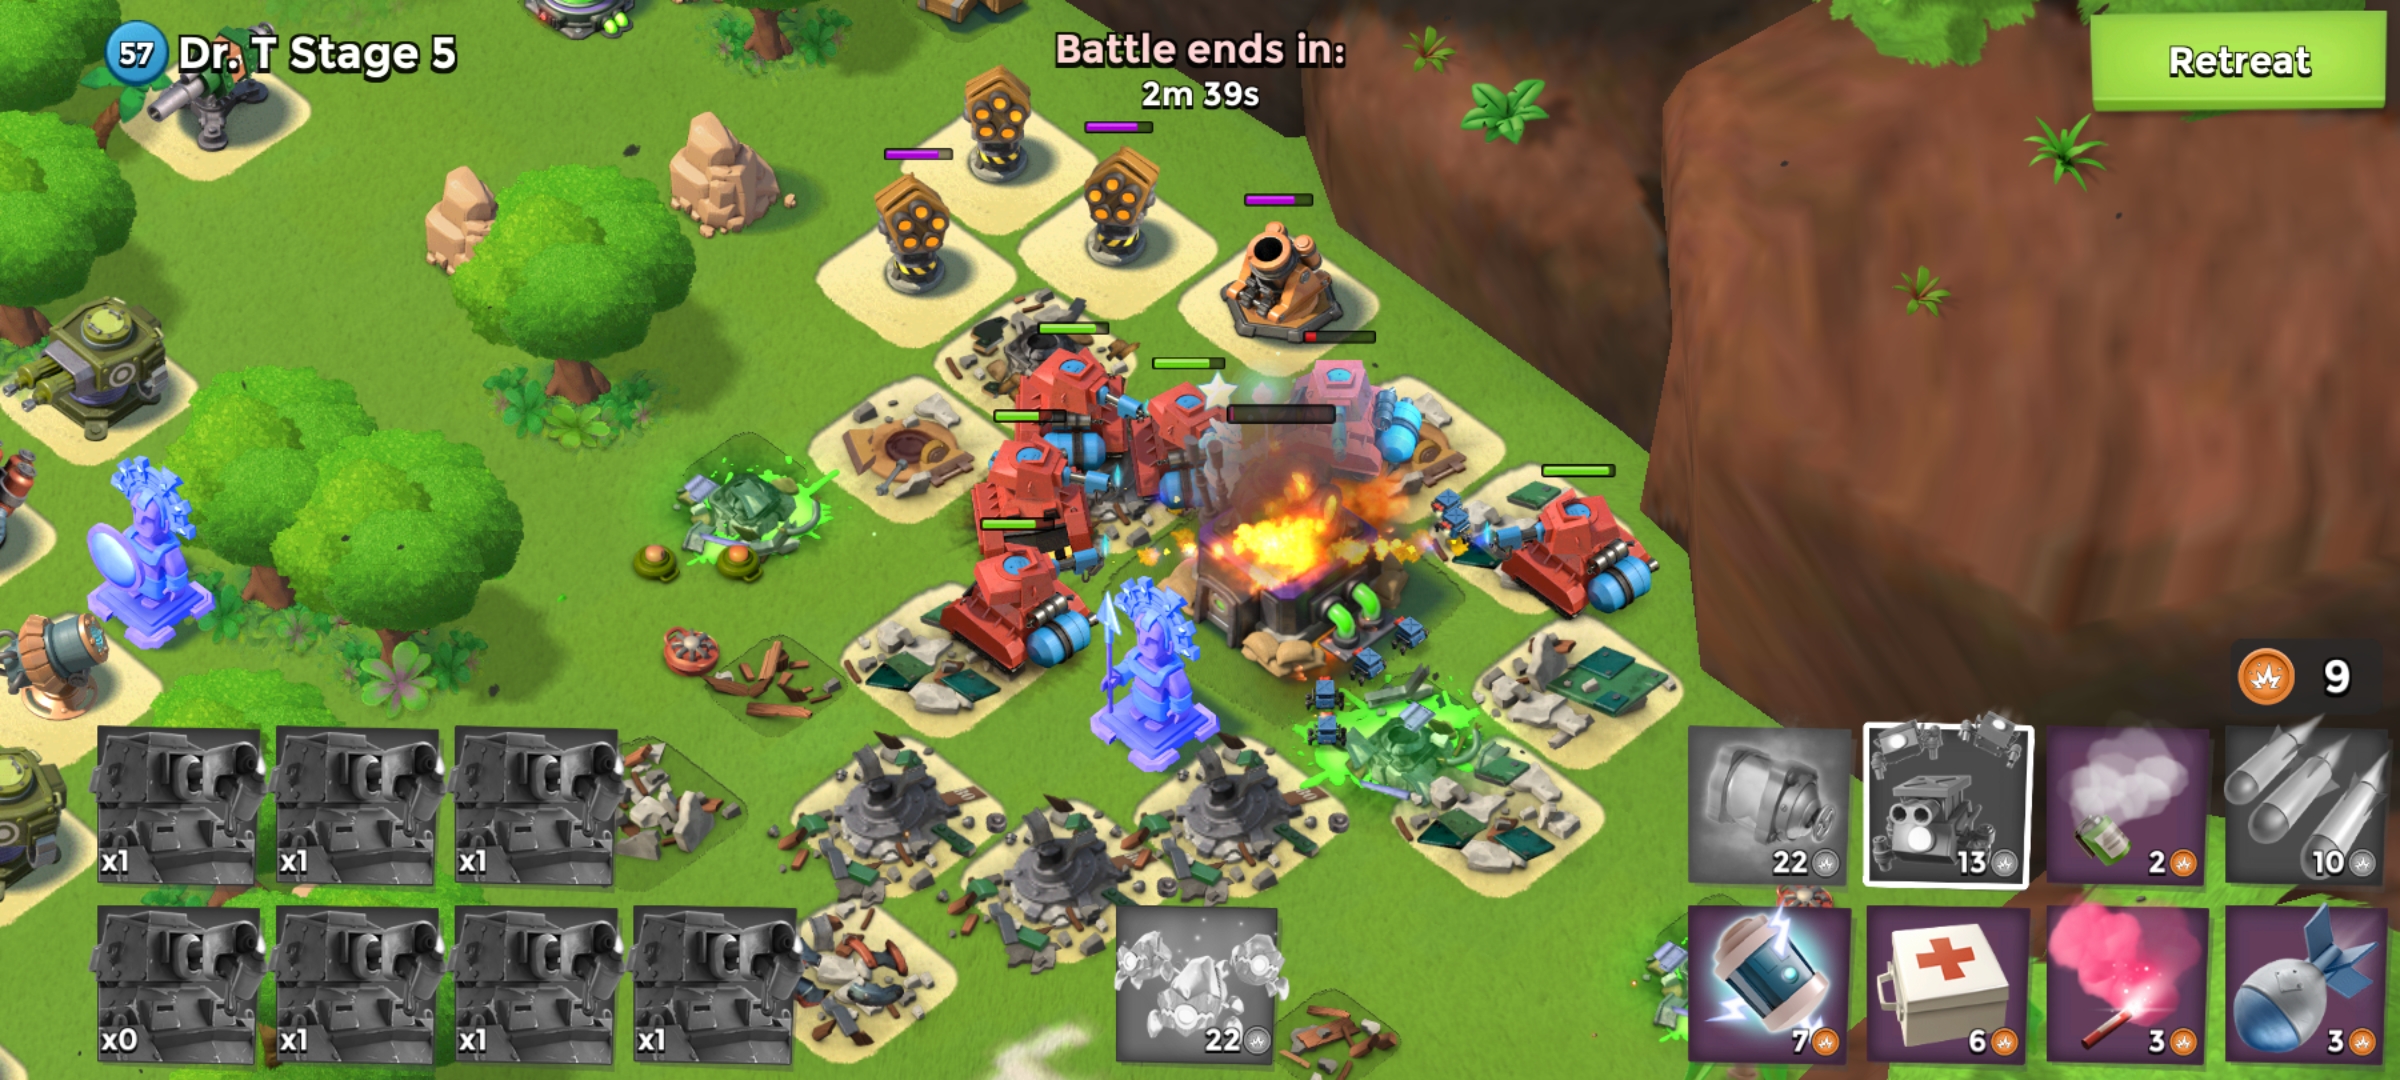 57 Dr. T Stage 5
Battle ends in:
2m 39s
Retreat
9
x1 x1 x1
22 13 2 10
x0 x1 x1 x1
22
7 6 3 3